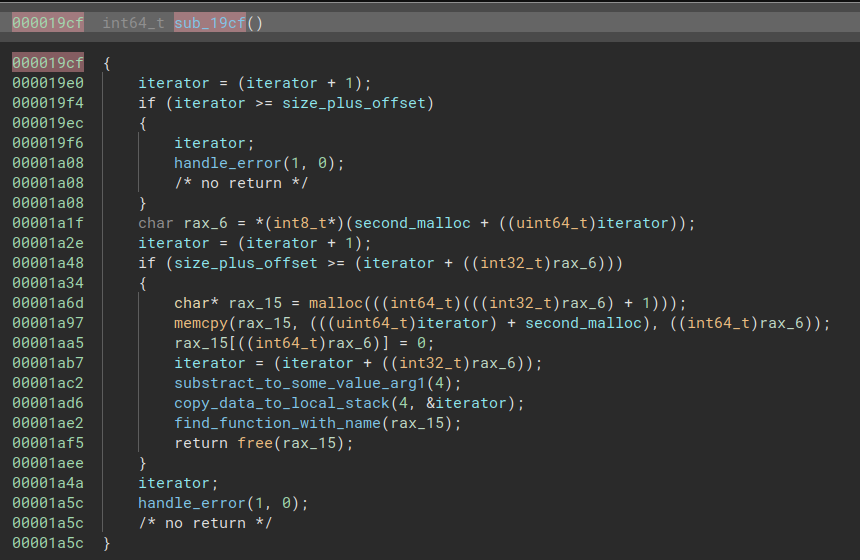 000019cf  int64_t sub_19cf()
000019cf  {
000019e0      iterator = (iterator + 1);
000019f4      if (iterator >= size_plus_offset)
000019ec      {
000019f6          iterator;
00001a08          handle_error(1, 0);
00001a08          /* no return */
00001a08      }
00001a1f      char rax_6 = *(int8_t*)(second_malloc + ((uint64_t)iterator));
00001a2e      iterator = (iterator + 1);
00001a48      if (size_plus_offset >= (iterator + ((int32_t)rax_6)))
00001a34      {
00001a6d          char* rax_15 = malloc(((int64_t)(((int32_t)rax_6) + 1)));
00001a97          memcpy(rax_15, (((uint64_t)iterator) + second_malloc), ((int64_t)rax_6));
00001aa5          rax_15[((int64_t)rax_6)] = 0;
00001ab7          iterator = (iterator + ((int32_t)rax_6));
00001ac2          substract_to_some_value_arg1(4);
00001ad6          copy_data_to_local_stack(4, &iterator);
00001ae2          find_function_with_name(rax_15);
00001af5          return free(rax_15);
00001aee      }
00001a4a      iterator;
00001a5c      handle_error(1, 0);
00001a5c      /* no return */
00001a5c  }